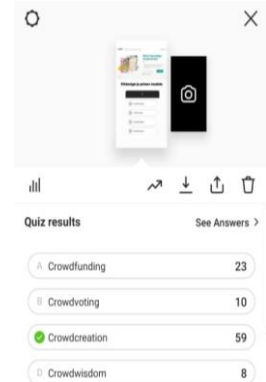 Quiz results See Answers >
A Crowdfunding 23
B Crowdvoting 10
Crowdcreation 59
D Crowdwisdom 8